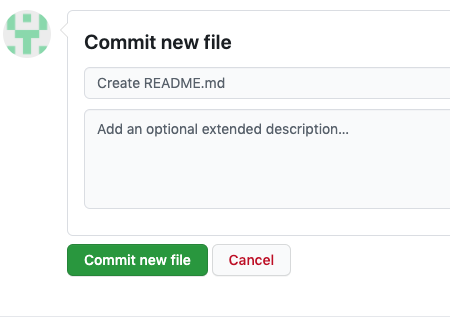 Commit new file
Create README.md
Add an optional extended description...
Commit new file
Cancel